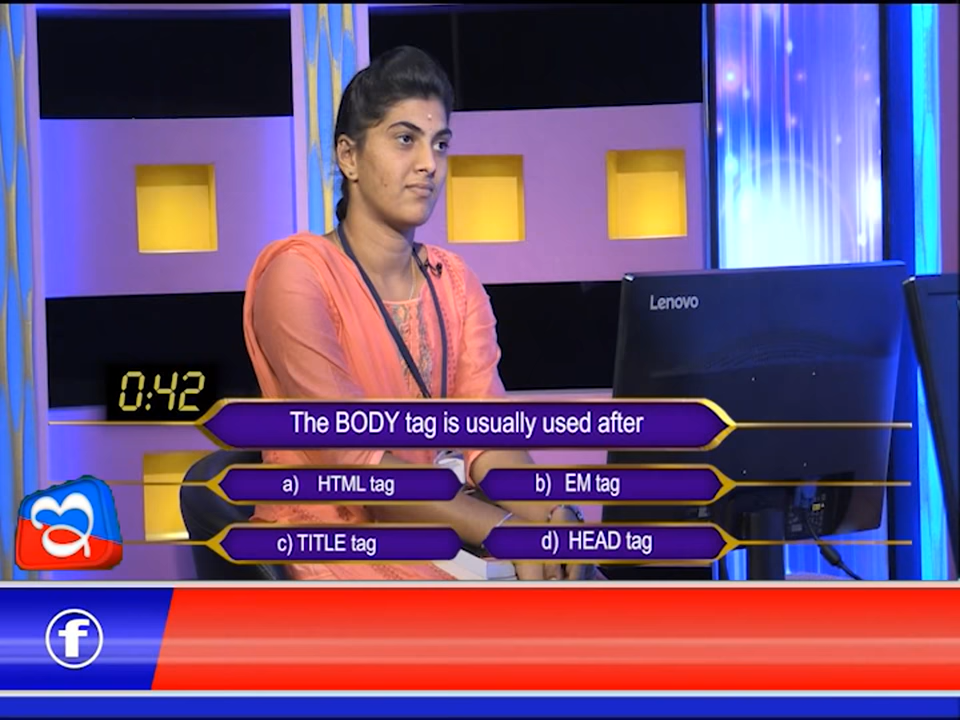 Lenovo
0:42
The BODY tag is usually used after
a) HTML tag
b) EM tag
c) TITLE tag
d) HEAD tag
f